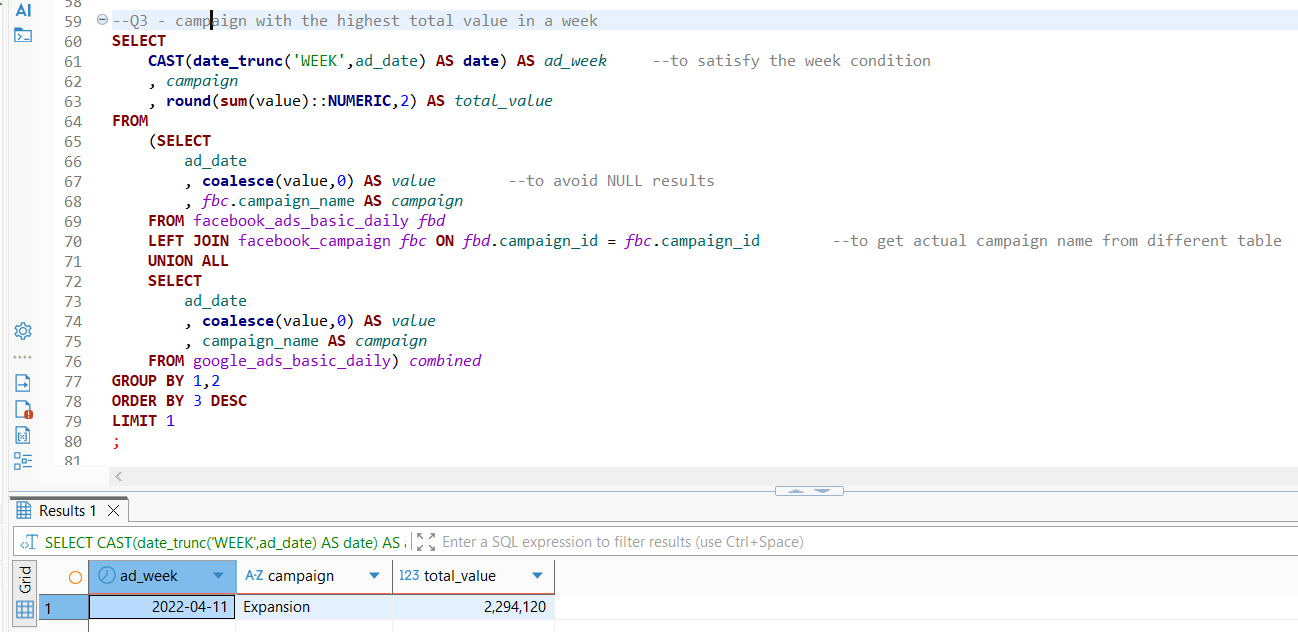 AI
58
59 --Q3 - campaign with the highest total value in a week
60 SELECT
61 CAST(date_trunc('WEEK',ad_date) AS date) AS ad_week --to satisfy the week condition
62 , campaign
63 , round(sum(value)::NUMERIC,2) AS total_value
64 FROM
65 (SELECT
66 ad_date
67 , coalesce(value,0) AS value --to avoid NULL results
68 , fbc.campaign_name AS campaign
69 FROM facebook_ads_basic_daily fbd
70 LEFT JOIN facebook_campaign fbc ON fbd.campaign_id = fbc.campaign_id --to get actual campaign name from different table
71 UNION ALL
72 SELECT
73 ad_date
74 , coalesce(value,0) AS value
75 , campaign_name AS campaign
76 FROM google_ads_basic_daily) combined
77 GROUP BY 1,2
78 ORDER BY 3 DESC
79 LIMIT 1
80 ;
81
Results 1
SELECT CAST(date_trunc('WEEK',ad_date) AS date) AS Enter a SQL expression to filter results (use Ctrl+Space)
Grid
ad_week A-Z campaign 123 total_value
1 2022-04-11 Expansion 2,294,120